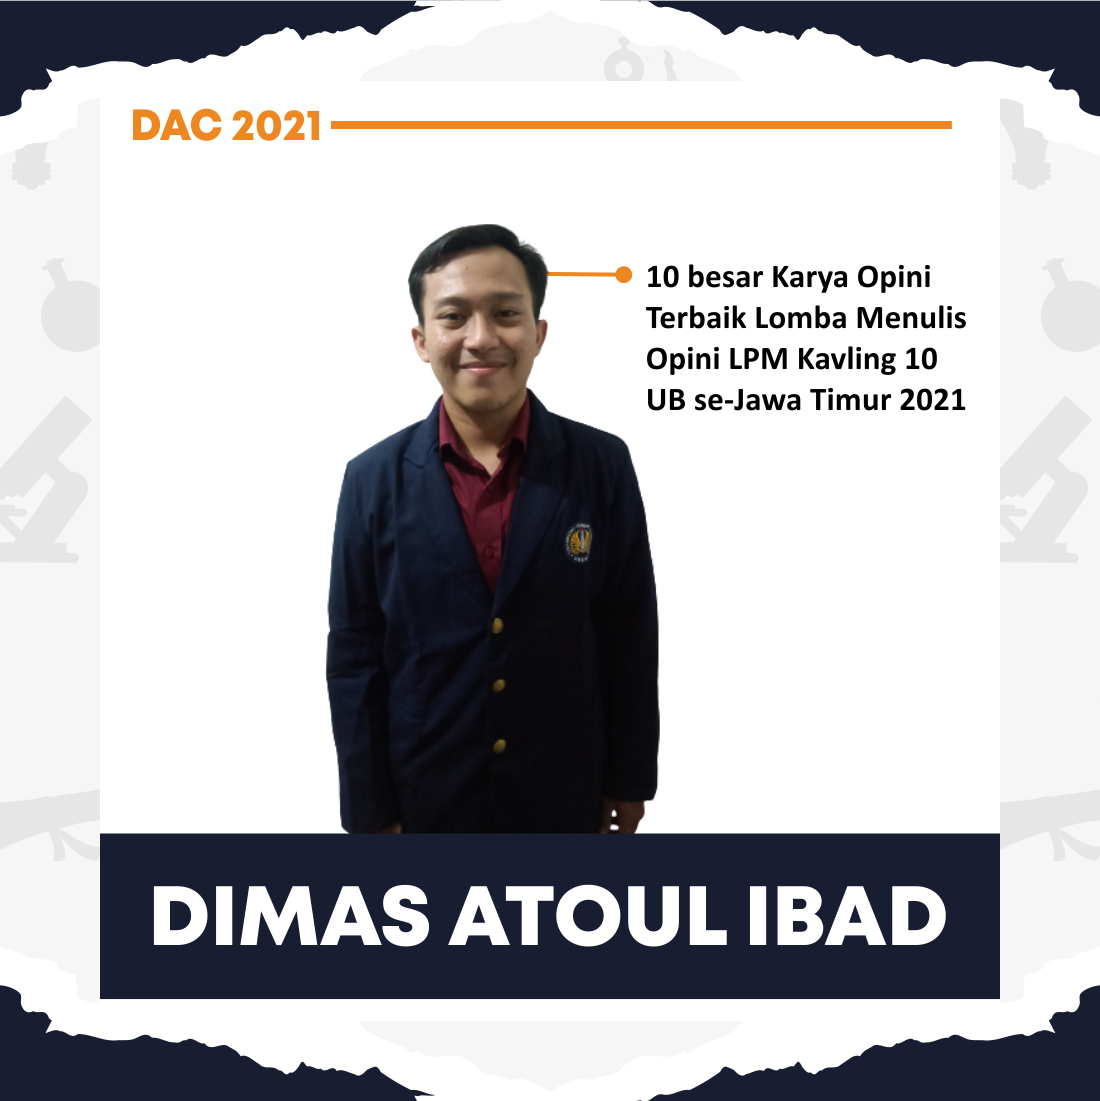 DAC 2021
10 besar Karya Opini
Terbaik Lomba Menulis
Opini LPM Kavling 10
UB se-Jawa Timur 2021
DIMAS ATOUL IBAD